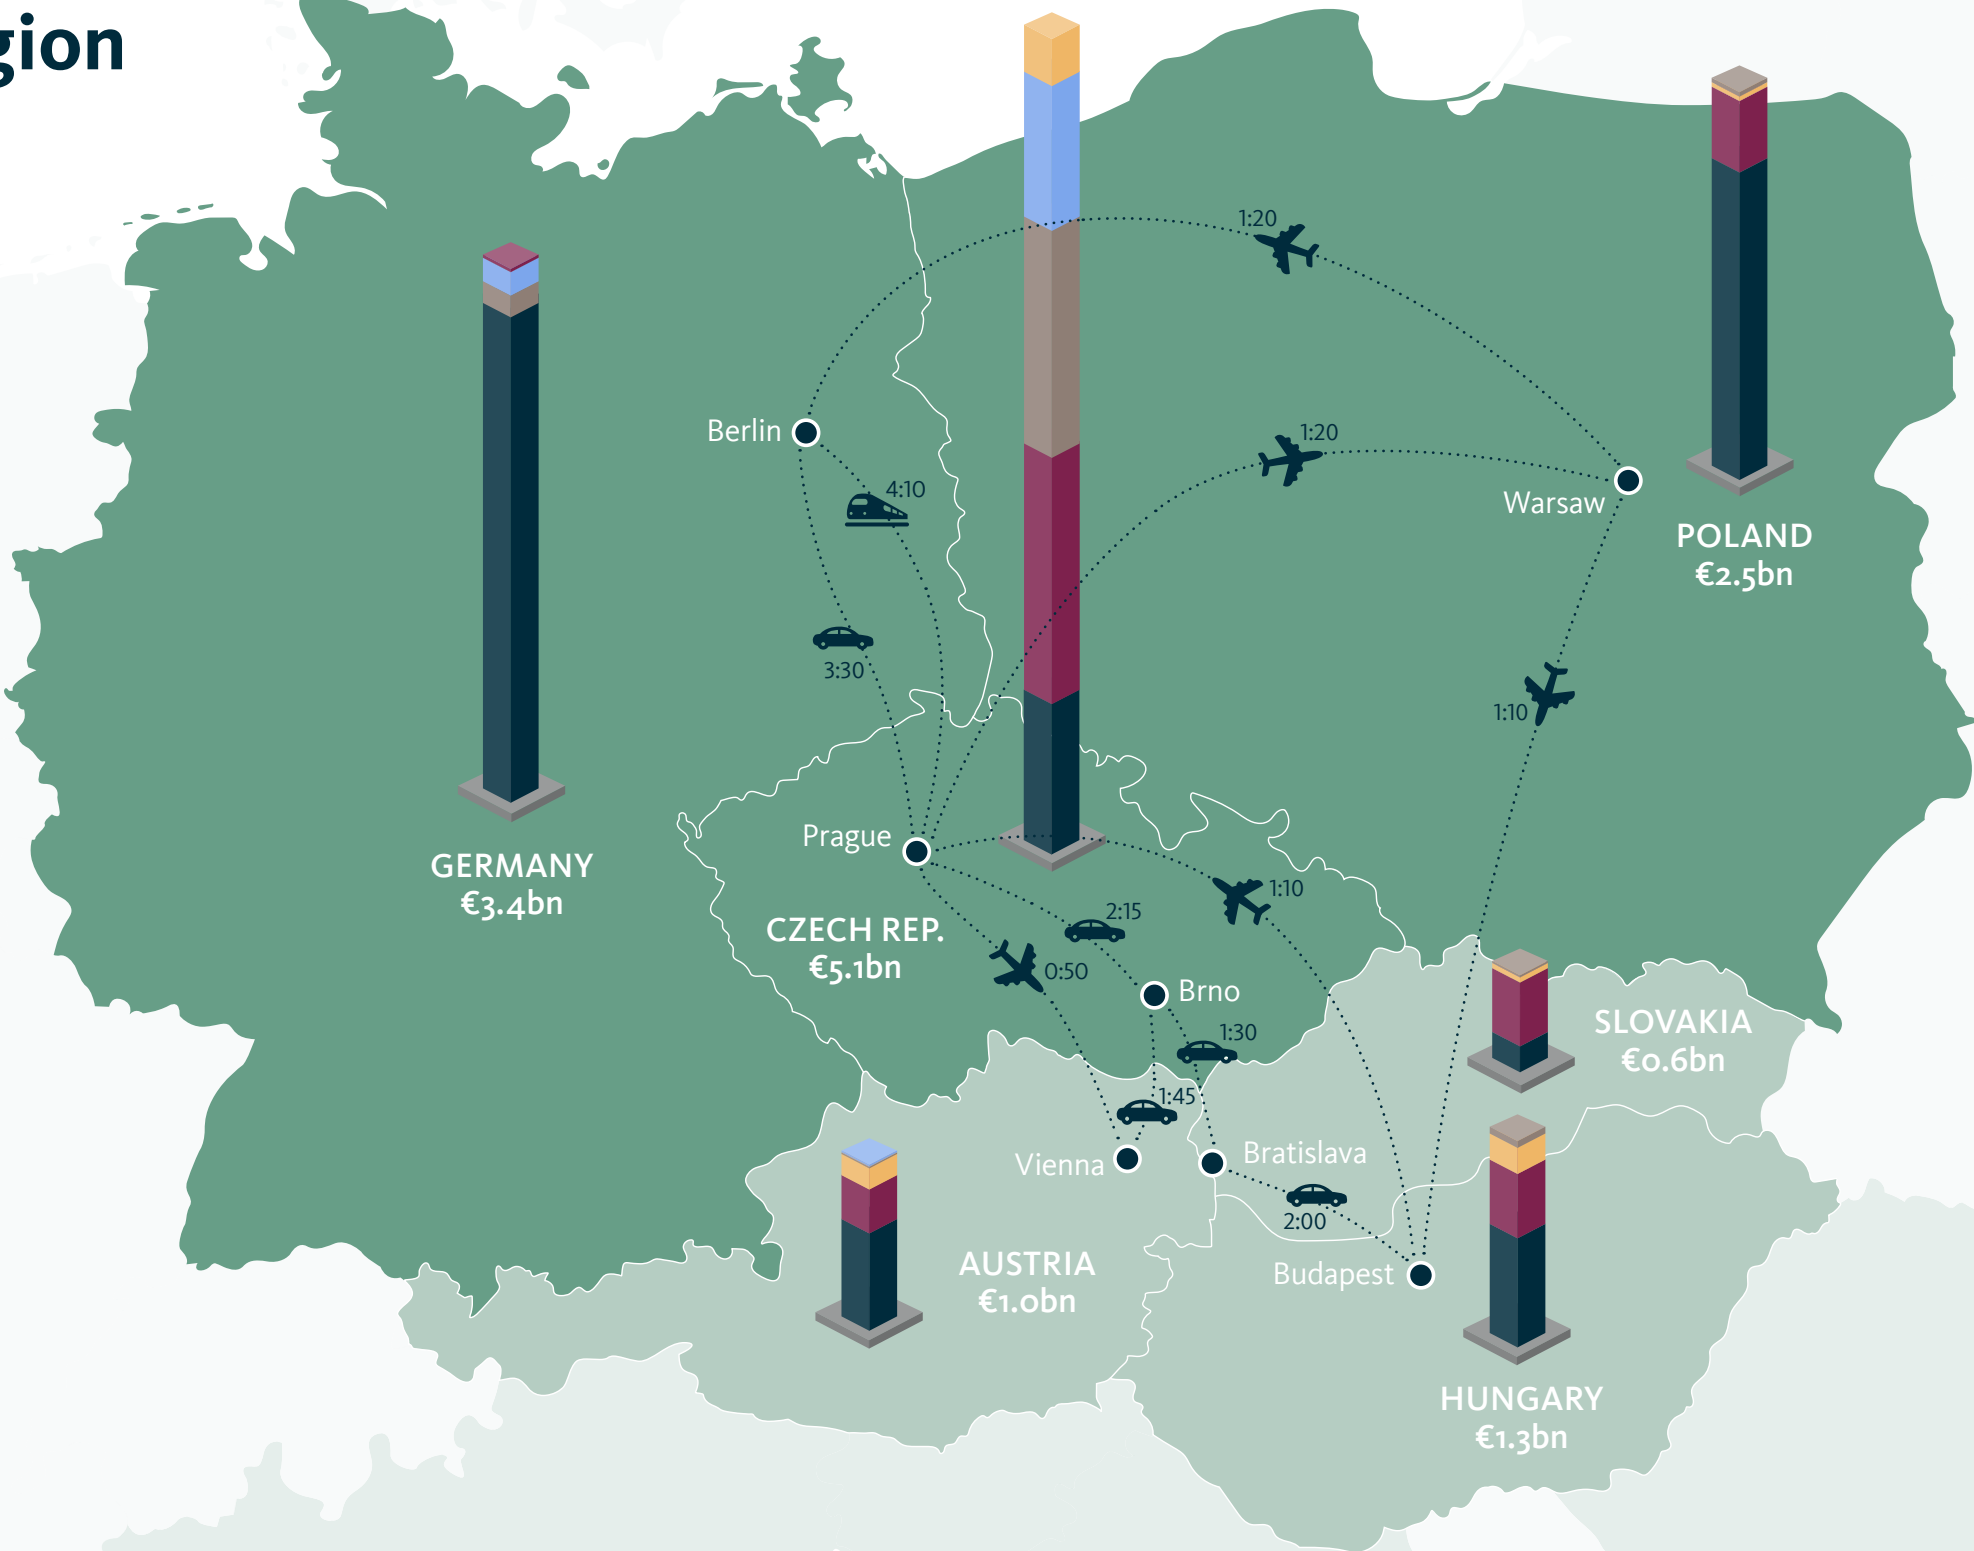 gion
1:20
Berlin
1:20
4:10
Warsaw
POLAND
€2.5bn
3:30
1:10
Prague
GERMANY
€3.4bn
1:10
2:15
CZECH REP.
€5.1bn
0:50
Brno
SLOVAKIA
€0.6bn
1:30
1:45
Bratislava
Vienna
2:00
AUSTRIA
€1.0bn
Budapest
HUNGARY
€1.3bn